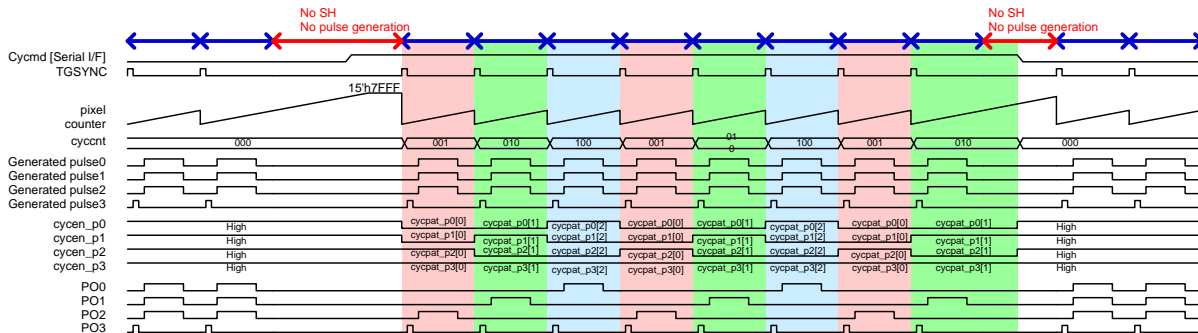 No SH
No pulse generation
No SH
No pulse generation
Cycmd [Serial I/F]
TGSYNC
15'h7FFF
pixel
counter
cyccnt
000
001
010
100
001
01
0
100
001
010
000
Generated pulse0
Generated pulse1
Generated pulse2
Generated pulse3
cycen_p0 High cycpat_p0[0] cycpat_p0[1] cycpat_p0[2] cycpat_p0[0] cycpat_p0[1] cycpat_p0[2] cycpat_p0[0] cycpat_p0[1] High
cycen_p1 High cycpat_p1[0] cycpat_p1[1] cycpat_p1[2] cycpat_p1[0] cycpat_p1[1] cycpat_p1[2] cycpat_p1[0] cycpat_p1[1] High
cycen_p2 High cycpat_p2[0] cycpat_p2[1] cycpat_p2[2] cycpat_p2[0] cycpat_p2[1] cycpat_p2[2] cycpat_p2[0] cycpat_p2[1] High
cycen_p3 High cycpat_p3[0] cycpat_p3[1] cycpat_p3[2] cycpat_p3[0] cycpat_p3[1] cycpat_p3[2] cycpat_p3[0] cycpat_p3[1] High
PO0
PO1
PO2
PO3